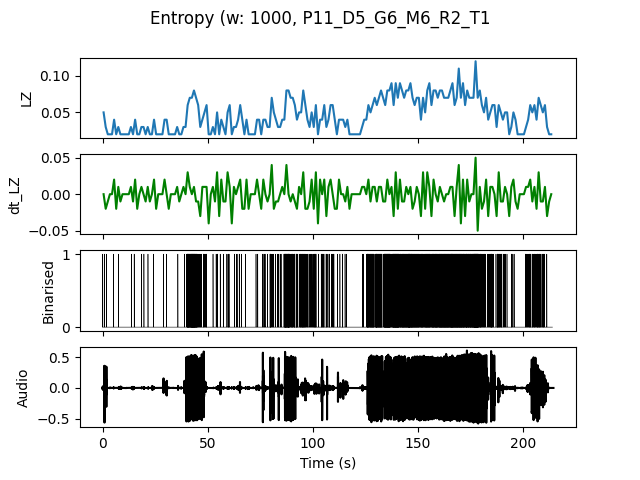 Entropy (w: 1000, P11_D5_G6_M6_R2_T1
LZ
0.10
0.05
dt_LZ
0.05
0.00
−0.05
Binarised
1
0
Audio
0.5
0.0
−0.5
0 50 100 150 200
Time (s)